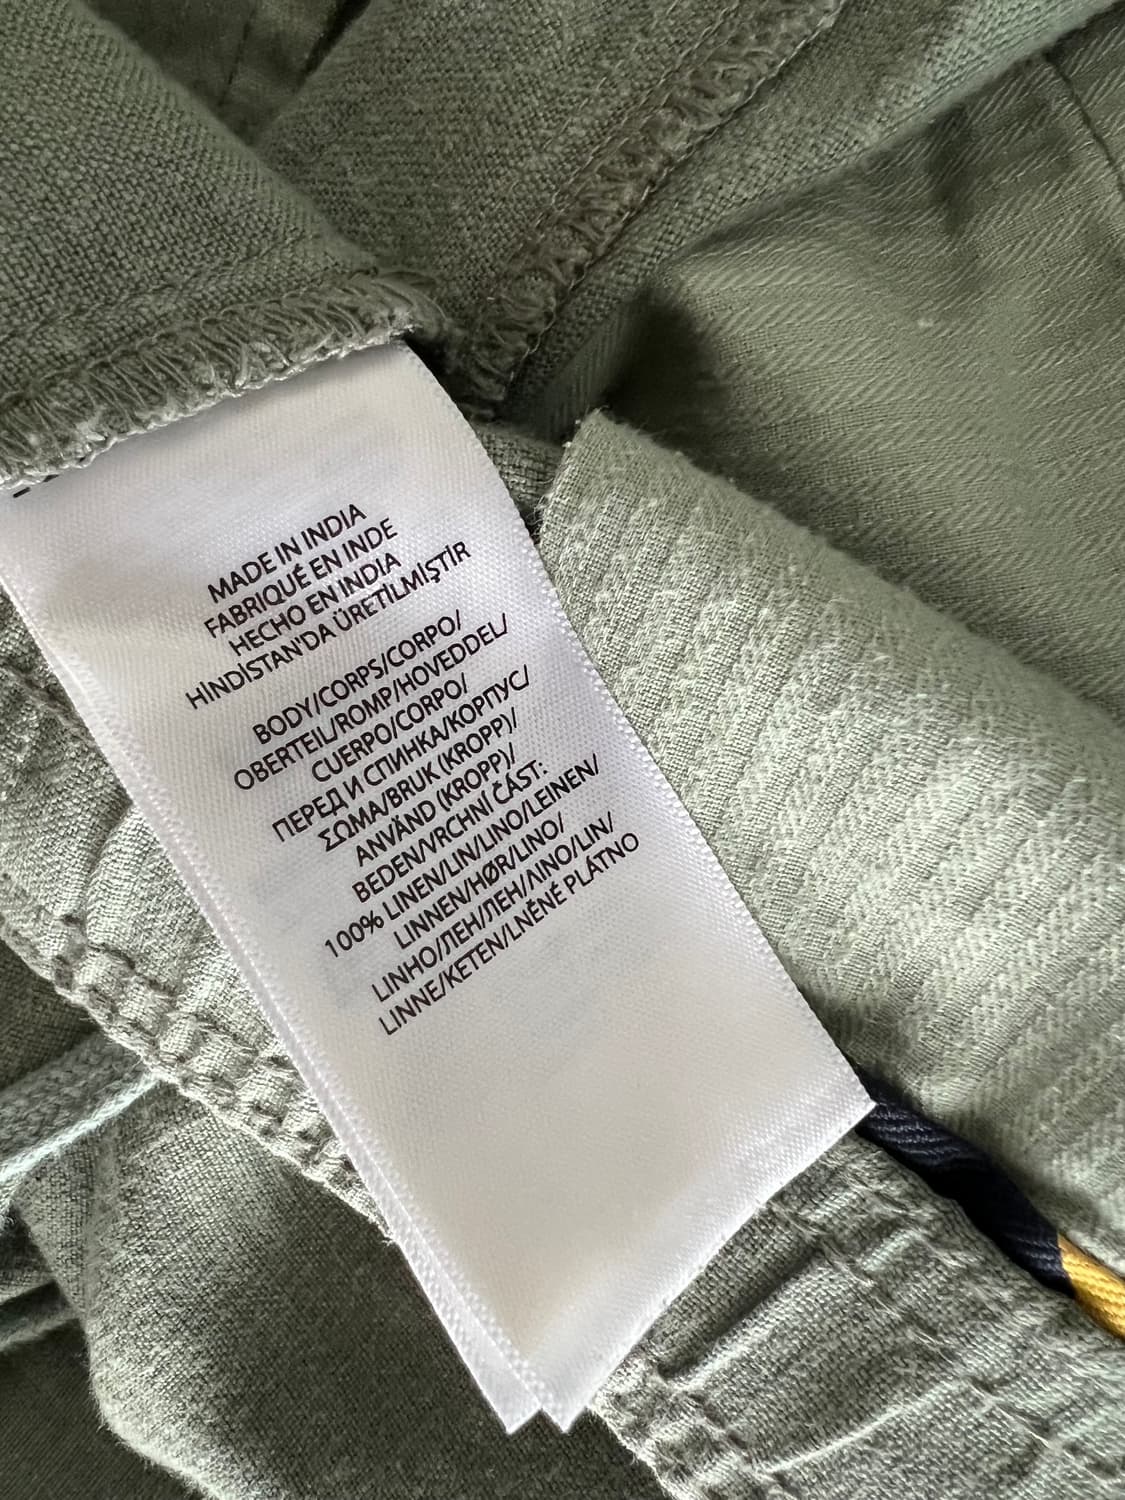 MADE IN INDIA
FABRIQUÉ EN INDE
HECHO EN INDIA
HİNDİSTAN'DA ÜRETİLMİŞTİR
BODY/CORPS/CORPO/
OBERTEIL/ROMP/HOVEDDEL/
CUERPO/CORPO/
ПЕРЕД И СПИНКА/КОРПУС/
ΣΩΜΑ/BRUK (KROPP)/
ANVÄND (KROPP)/
BEDEN/VRCHNÍ ČÁST:
100% LINEN/LIN/LINO/LEINEN/
LINNEN/HØR/LINO/
LINHO/ЛЕН/ЛЕН/ΛΙΝΟ/LIN/
LINNE/KETEN/LNĚNÉ PLÁTNO